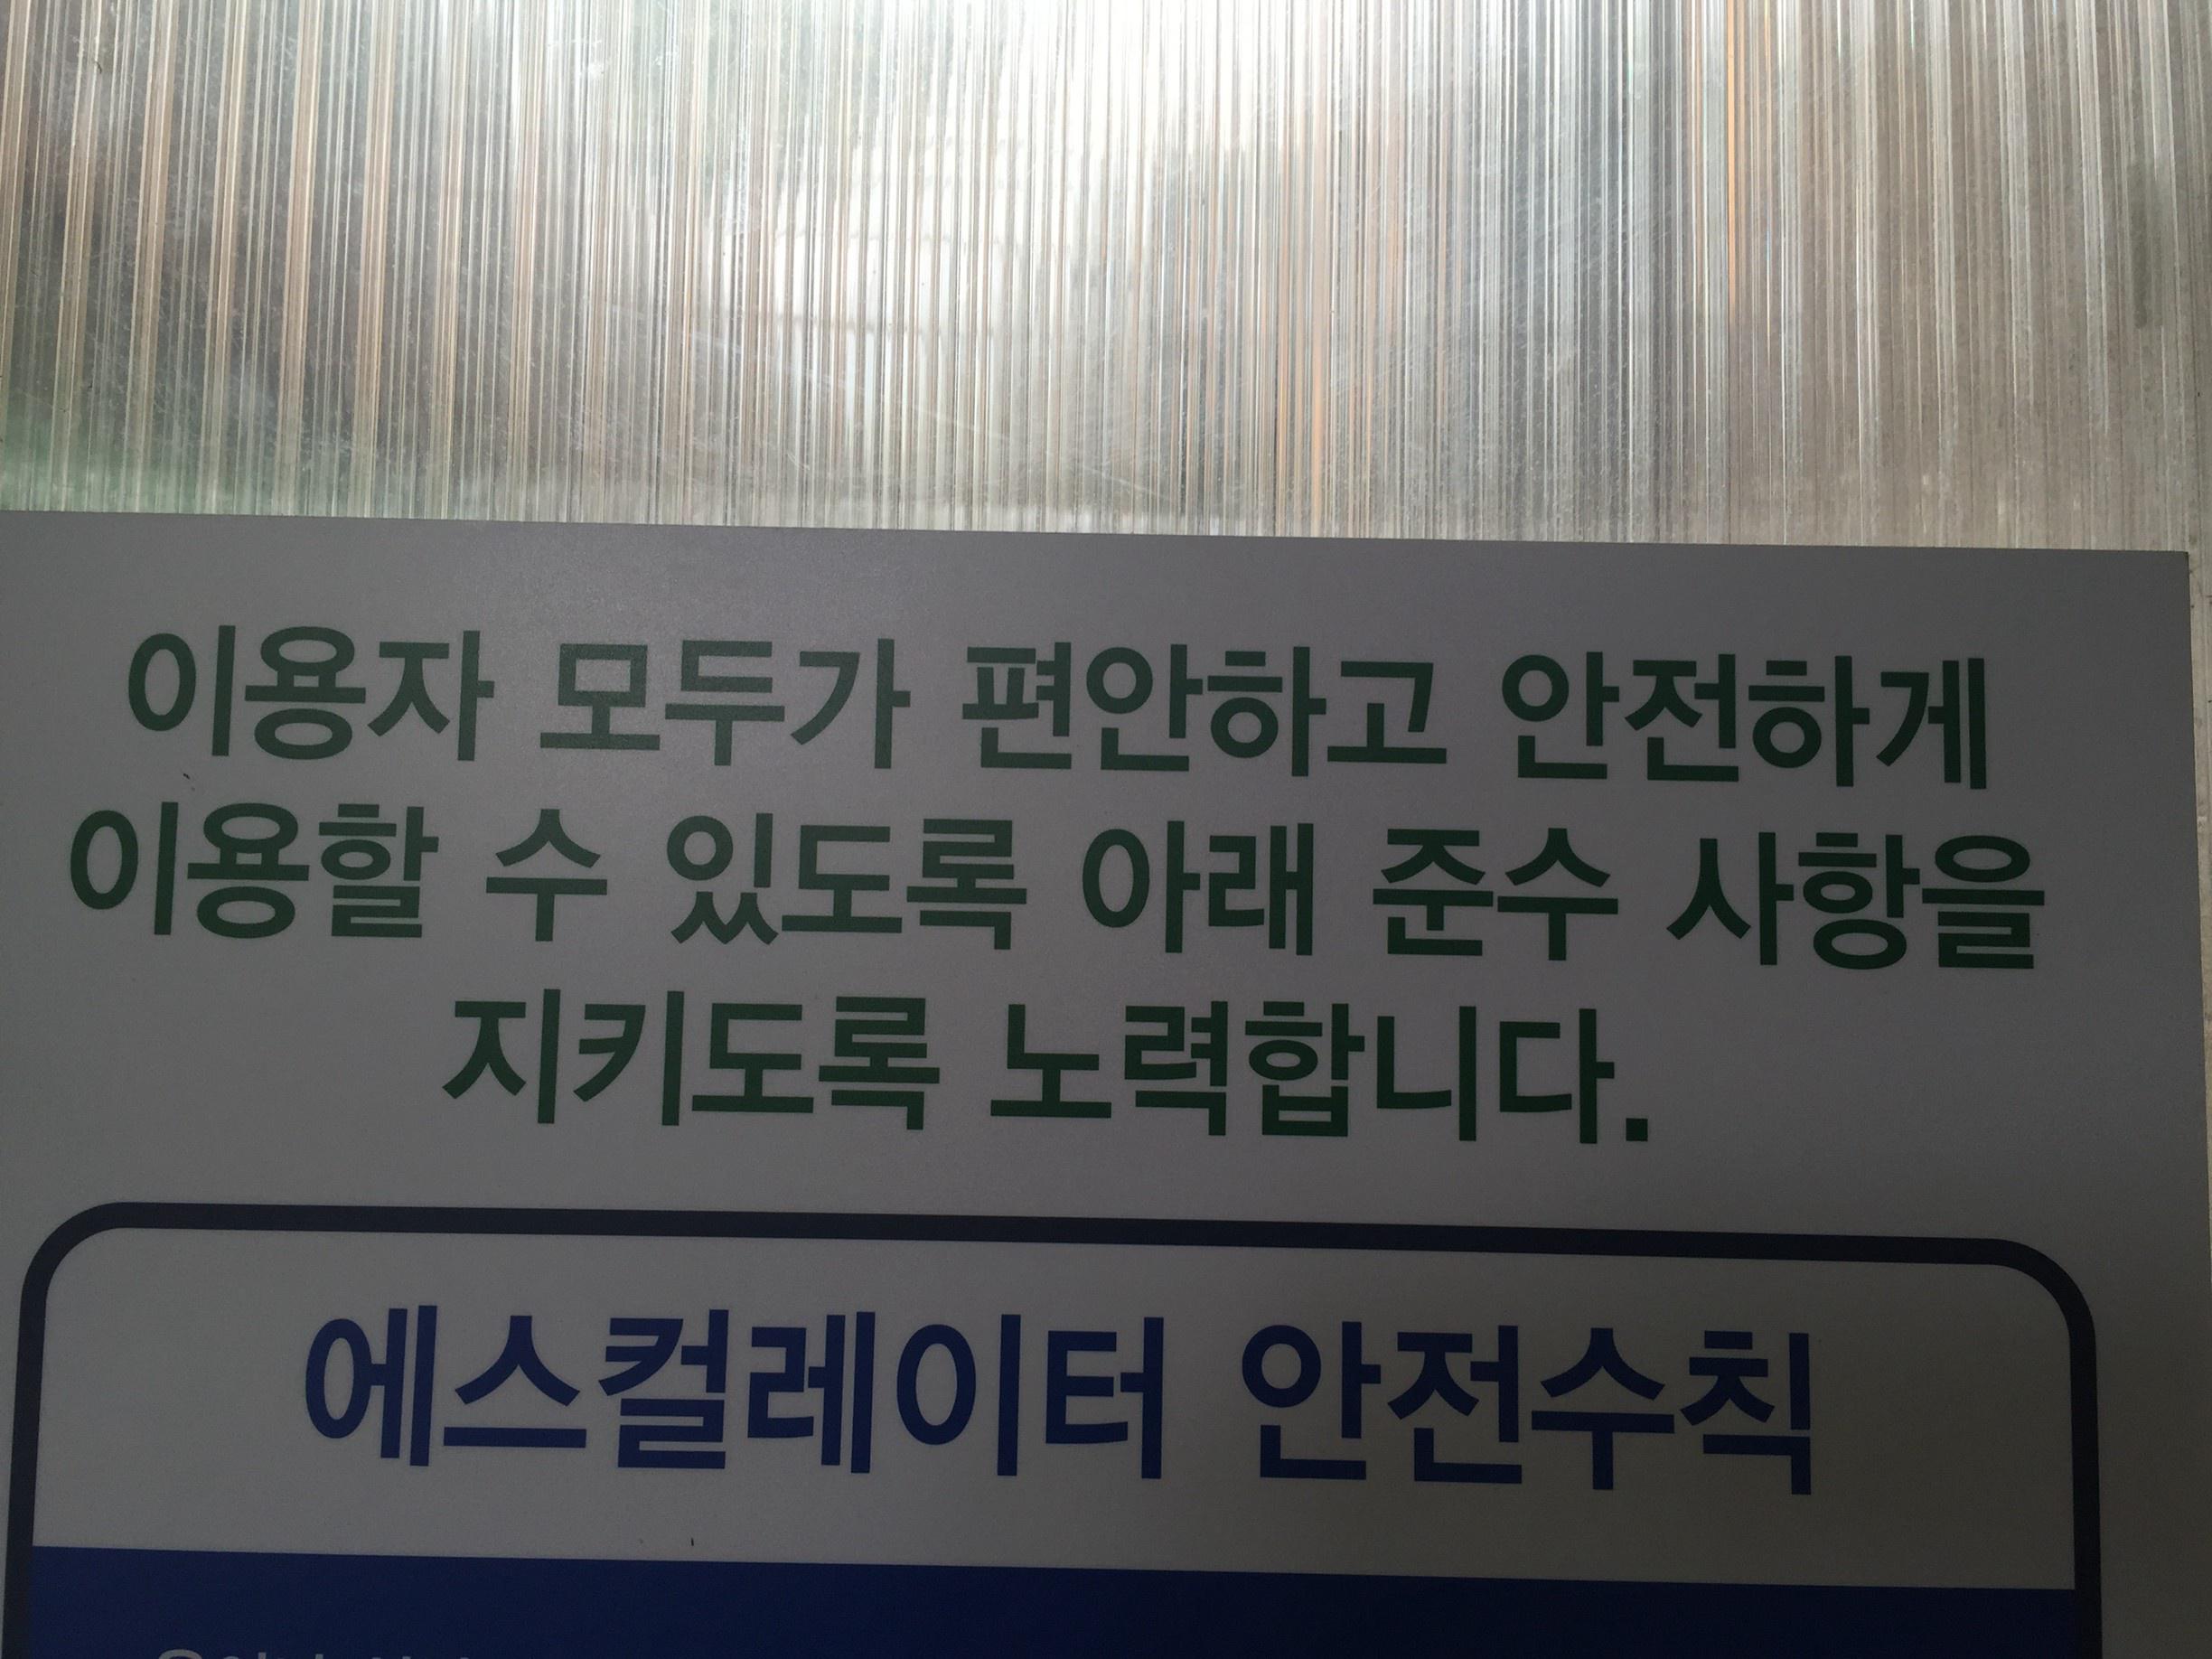 이용자 모두가 편안하고 안전하게
이용할 수 있도록 아래 준수 사항을
지키도록 노력합니다.
에스컬레이터 안전수칙